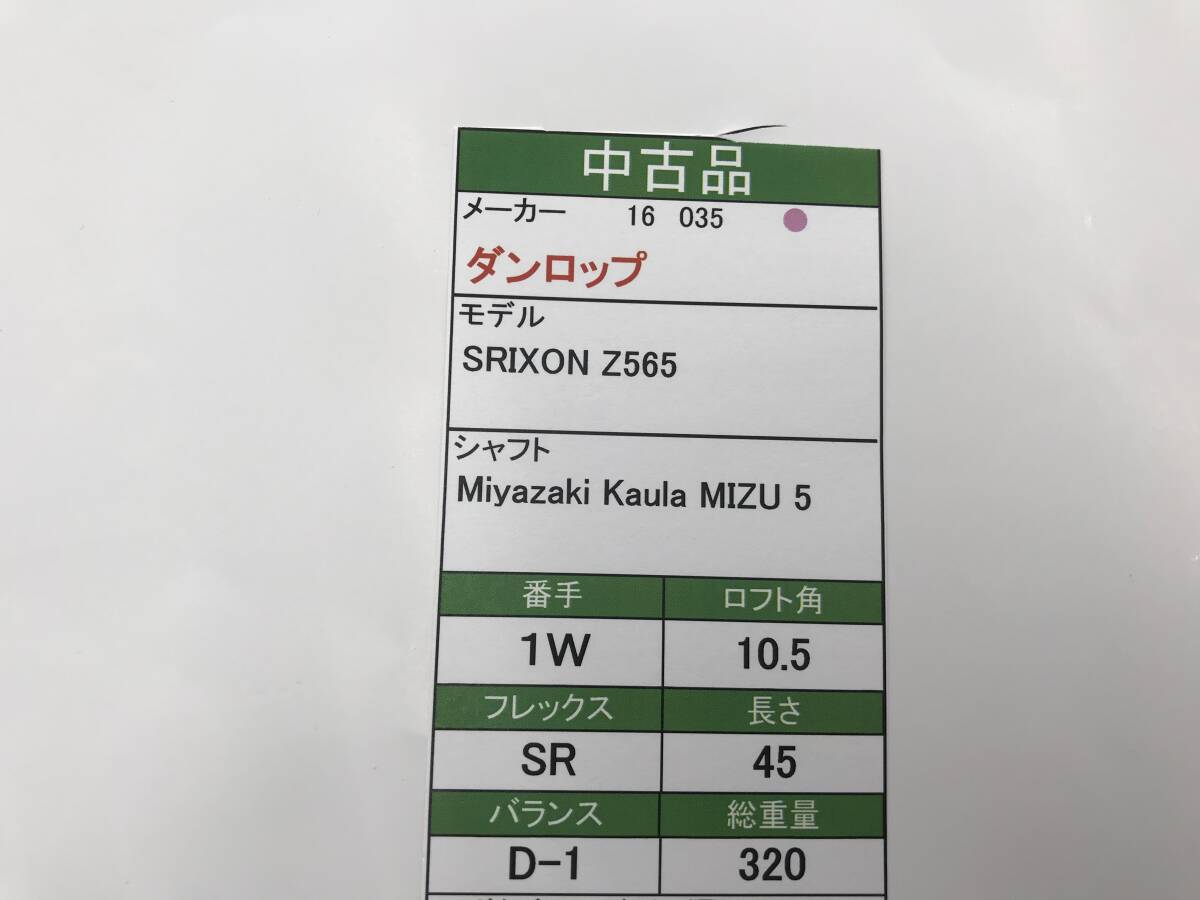 中古品
メーカー 16 035
ダンロップ
モデル
SRIXON Z565
シャフト
Miyazaki Kaula MIZU 5
番手 ロフト角
1W 10.5
フレックス 長さ
SR 45
バランス 総重量
D-1 320